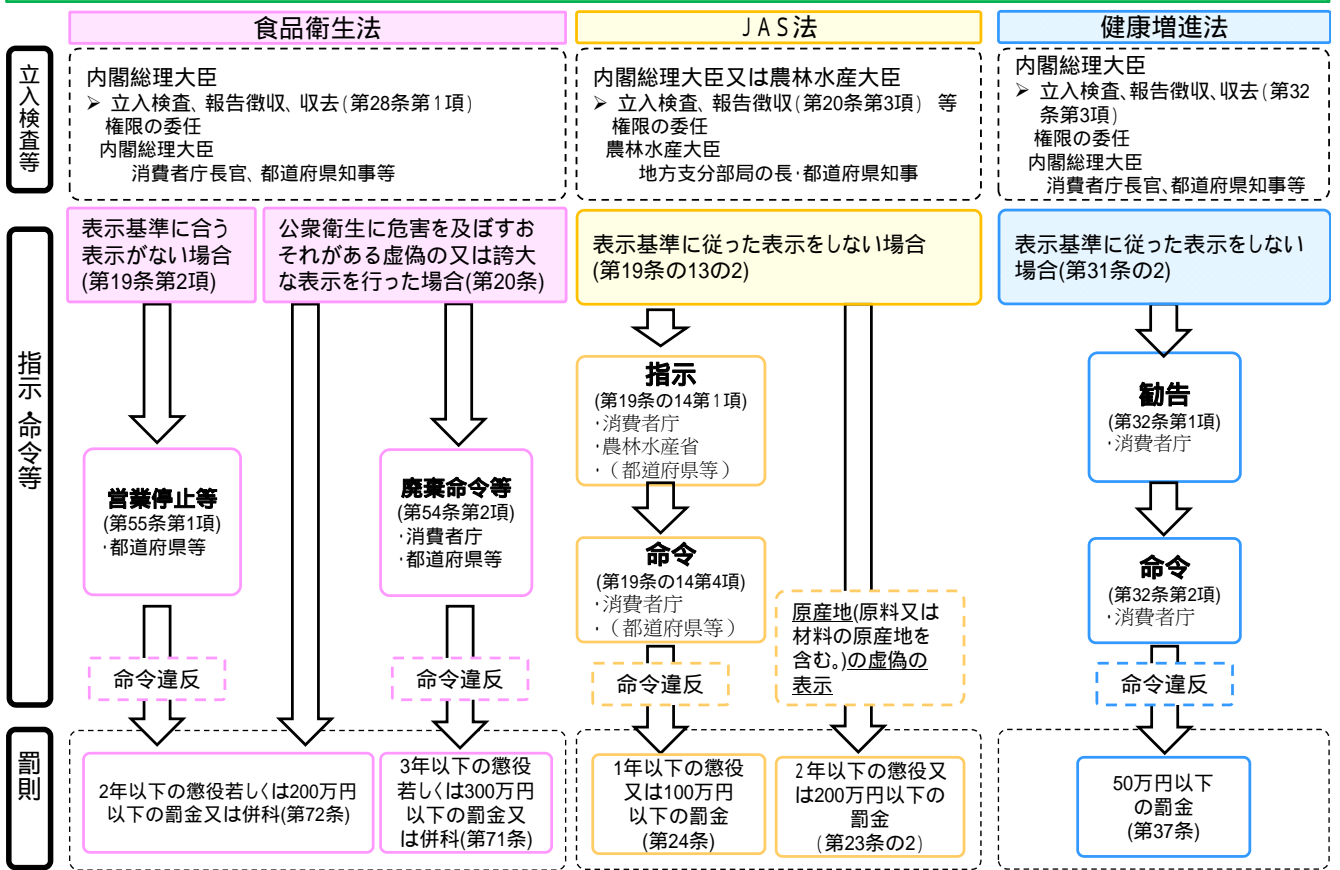 食品衛生法
JAS法
健康増進法
立入検査等
内閣総理大臣
➢ 立入検査、報告徴収、収去(第28条第1項)
権限の委任
内閣総理大臣
消費者庁長官、都道府県知事等
内閣総理大臣又は農林水産大臣
➢ 立入検査、報告徴収(第20条第3項) 等
権限の委任
農林水産大臣
地方支分部局の長・都道府県知事
内閣総理大臣
➢ 立入検査、報告徴収、収去(第32
条第3項)
権限の委任
内閣総理大臣
消費者庁長官、都道府県知事等
指示・命令等
表示基準に合う
表示がない場合
(第19条第2項)
公衆衛生に危害を及ぼすお
それがある虚偽の又は誇大
な表示を行った場合(第20条)
表示基準に従った表示をしない場合
(第19条の13の2)
表示基準に従った表示をしない
場合(第31条の2)
営業停止等
(第55条第1項)
・都道府県等
廃棄命令等
(第54条第2項)
・消費者庁
・都道府県等
指示
(第19条の14第1項)
・消費者庁
・農林水産省
・（都道府県等）
命令
(第19条の14第4項)
・消費者庁
・（都道府県等）
原産地(原料又は
材料の原産地を
含む。)の虚偽の
表示
勧告
(第32条第1項)
・消費者庁
命令
(第32条第2項)
・消費者庁
命令違反
命令違反
命令違反
命令違反
罰則
2年以下の懲役若しくは200万円
以下の罰金又は併科(第72条)
3年以下の懲役
若しくは300万円
以下の罰金又
は併科(第71条)
1年以下の懲役
又は100万円
以下の罰金
(第24条)
2年以下の懲役又
は200万円以下の
罰金
(第23条の2)
50万円以下
の罰金
(第37条)